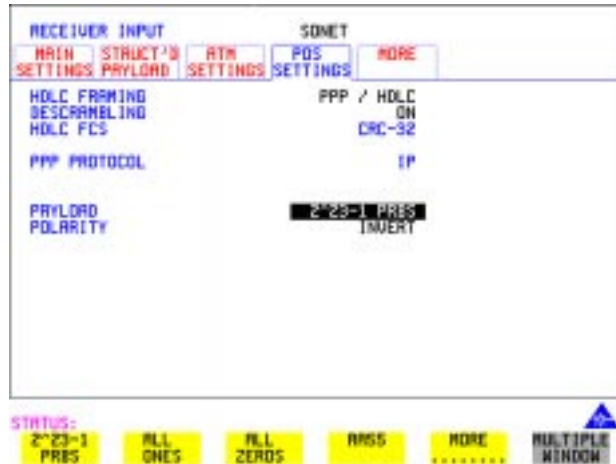 RECEIVER INPUT SONET
MAIN SETTINGS STRUCT'D PAYLOAD ATM SETTINGS POS SETTINGS MORE
HDLC FRAMING PPP / HDLC
DESCRAMBLING ON
HDLC FCS CRC-32
PPP PROTOCOL IP
PAYLOAD 2^23-1 PRBS
POLARITY INVERT
STATUS:
2^23-1 PRBS ALL ONES ALL ZEROS AA55 MORE ........ MULTIPLE WINDOW